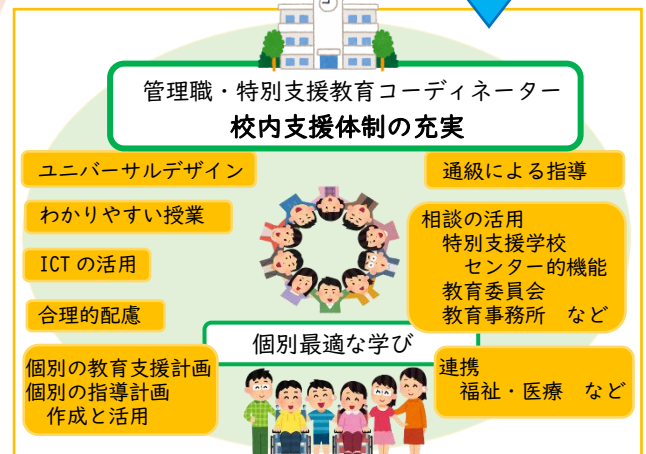 管理職・特別支援教育コーディネーター
校内支援体制の充実
ユニバーサルデザイン
わかりやすい授業
ICTの活用
合理的配慮
個別の教育支援計画
個別の指導計画
作成と活用
通級による指導
相談の活用
特別支援学校
センター的機能
教育委員会
教育事務所 など
個別最適な学び
連携
福祉・医療 など